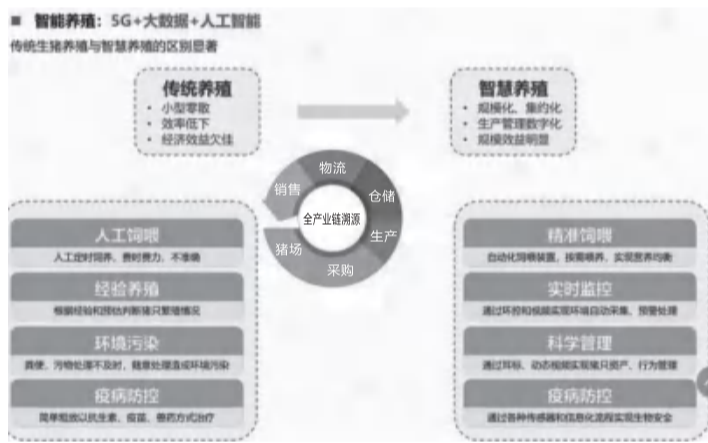 ■ 智能养殖：5G+大数据+人工智能
传统生猪养殖与智慧养殖的区别显著
传统养殖
• 小型零散
• 效率低下
• 经济效益欠佳
智慧养殖
• 规模化、集约化
• 生产管理数字化
• 规模效益明显
物流
仓储
生产
采购
猪场
销售
全产业链溯源
人工饲喂
人工定时饲养、费时费力、不准确
经验养殖
根据经验和预估判断猪只繁殖情况
环境污染
粪便、污物处理不及时，随意处理造成环境污染
疫病防控
简单粗放以抗生素、疫苗、兽药方式治疗
精准饲喂
自动化饲喂装置，按需喂养，实现营养均衡
实时监控
通过环控和视频实现环境自动采集、预警处理
科学管理
通过耳标、动态视频实现猪只资产、行为管理
疫病防控
通过各种传感器和信息化流程实现生物安全